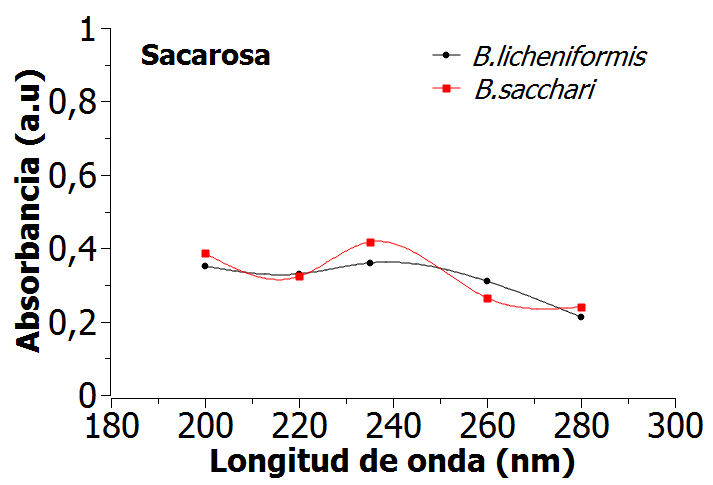 Sacarosa
B.licheniformis
B.sacchari
Absorbancia (a.u)
1
0,8
0,6
0,4
0,2
0
180 200 220 240 260 280 300
Longitud de onda (nm)